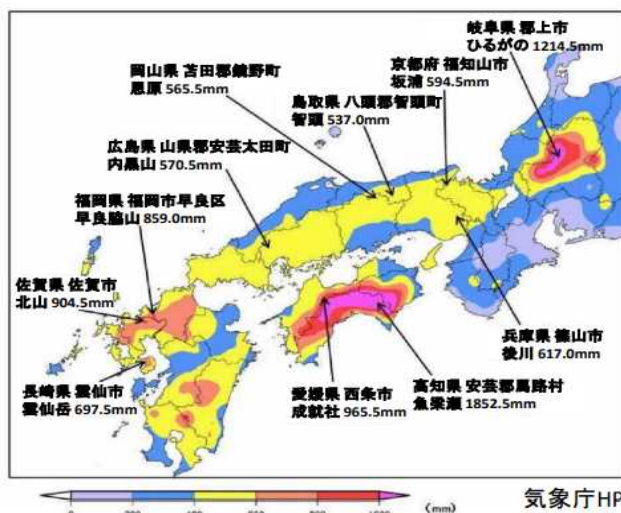 岐阜県 郡上市
ひるがの 1214.5mm
京都府 福知山市
坂浦 594.5mm
岡山県 苫田郡鏡野町
恩原 565.5mm
鳥取県 八頭郡智頭町
智頭 537.0mm
広島県 山県郡安芸太田町
内黒山 570.5mm
福岡県 福岡市早良区
早良脇山 859.0mm
佐賀県 佐賀市
北山 904.5mm
長崎県 雲仙市
雲仙岳 697.5mm
愛媛県 西条市
成就社 965.5mm
高知県 安芸郡馬路村
魚梁瀬 1852.5mm
兵庫県 篠山市
後川 617.0mm
(mm)
気象庁HP